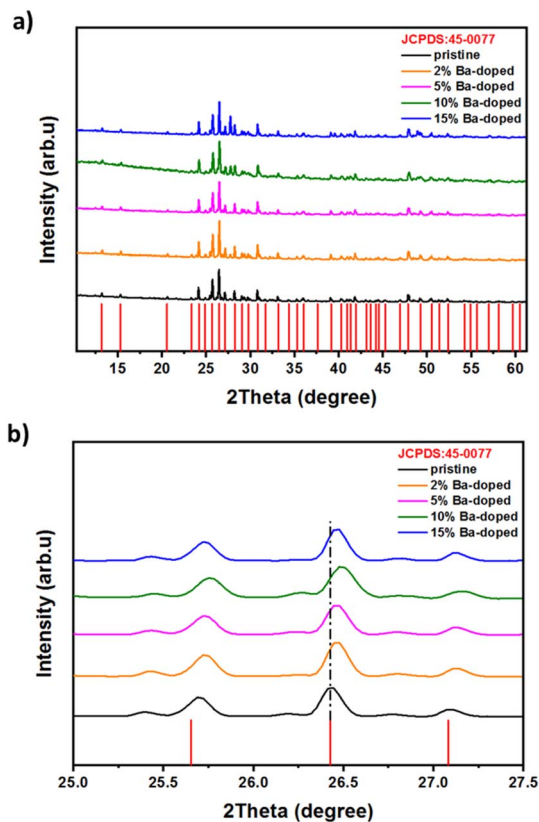 a)
JCPDS:45-0077
pristine
2% Ba-doped
5% Ba-doped
10% Ba-doped
15% Ba-doped
Intensity (arb.u)
15 20 25 30 35 40 45 50 55 60
2Theta (degree)
b)
JCPDS:45-0077
pristine
2% Ba-doped
5% Ba-doped
10% Ba-doped
15% Ba-doped
Intensity (arb.u)
25.0 25.5 26.0 26.5 27.0 27.5
2Theta (degree)